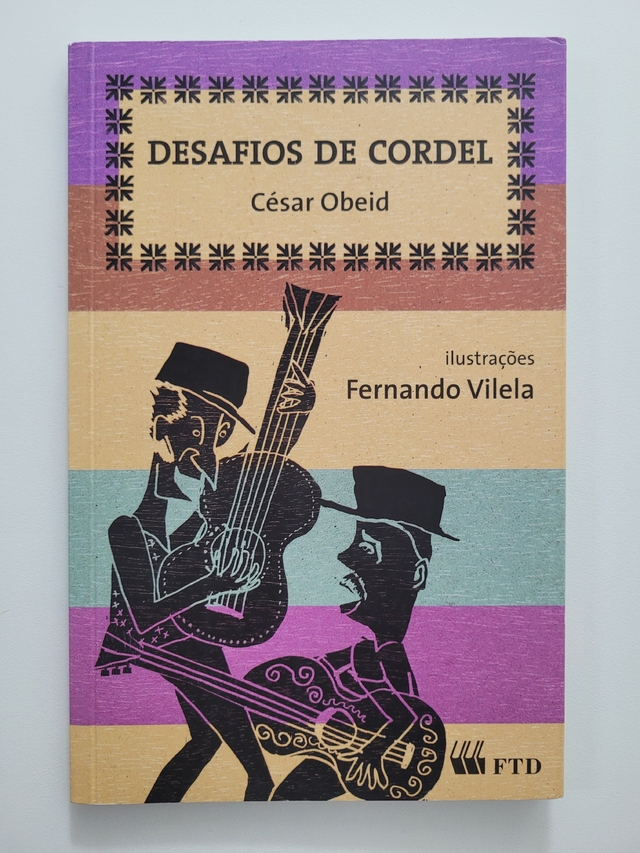 DESAFIOS DE CORDEL
César Obeid
ilustrações
Fernando Vilela
FTD